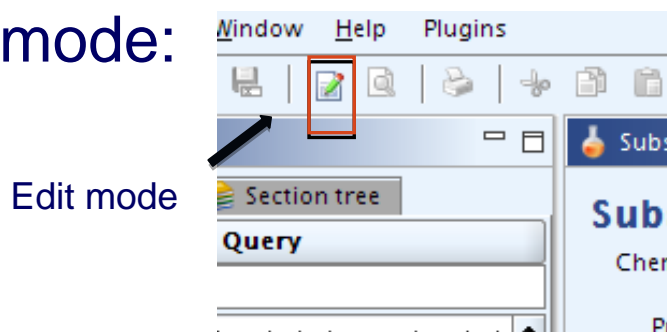 mode:
Window Help Plugins
Subs
Edit mode
Section tree
Sub
Query
Cher